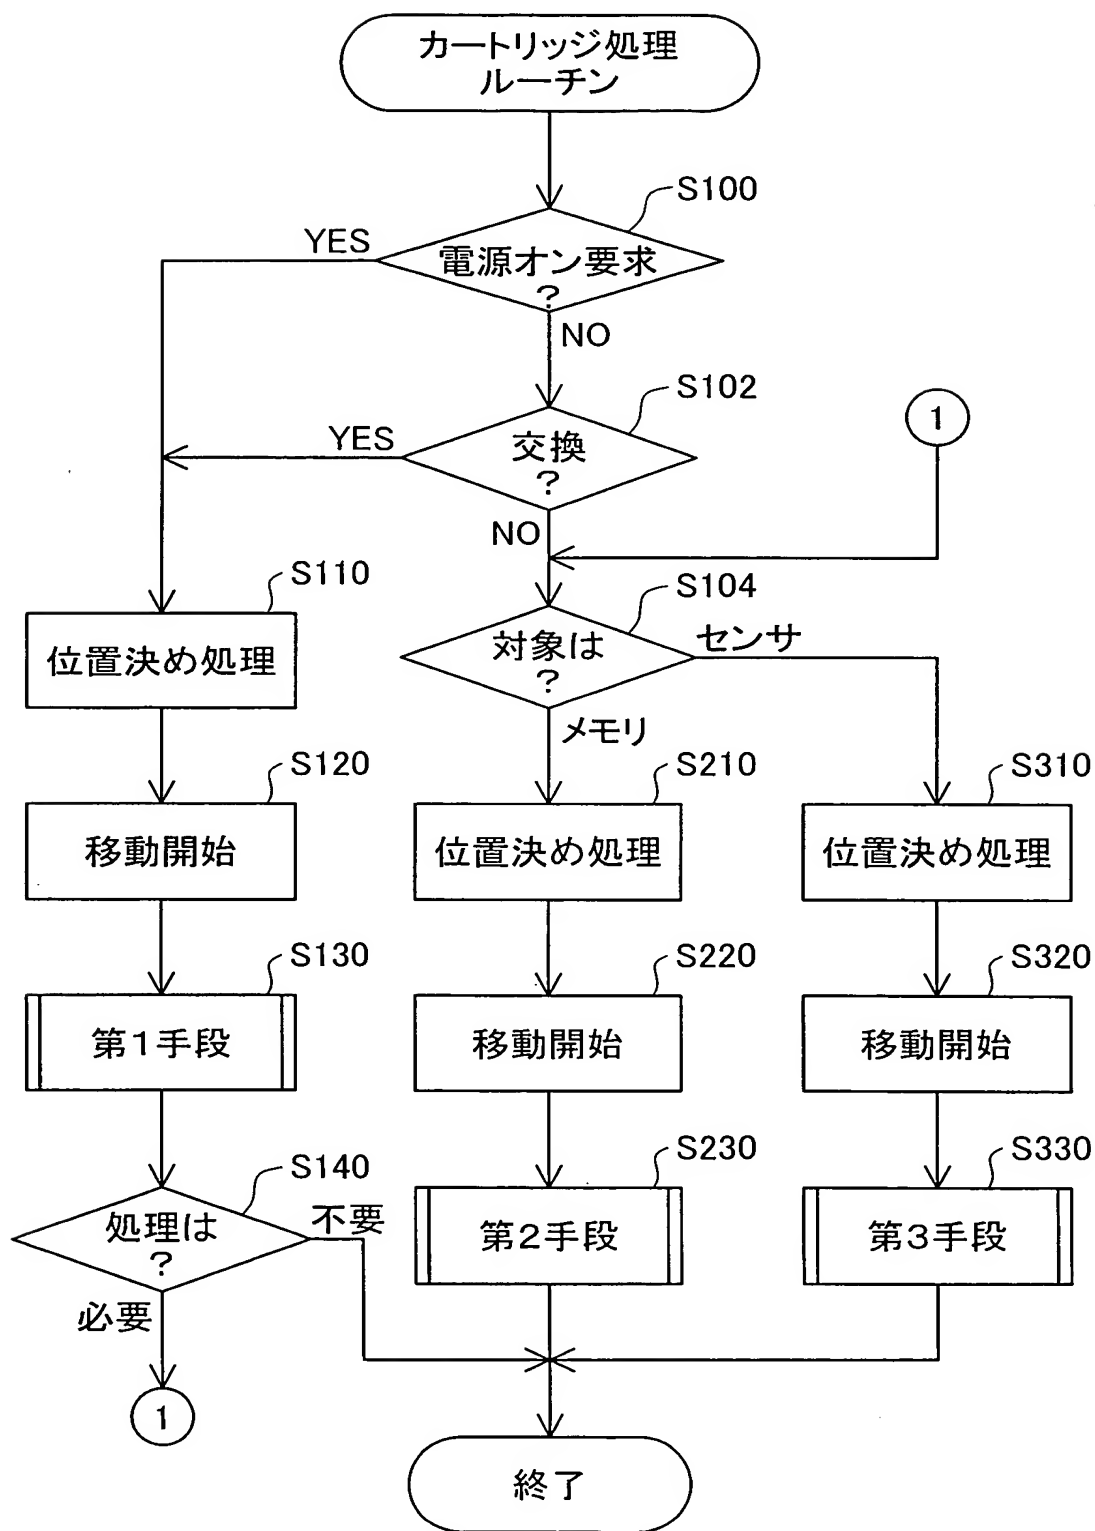 カートリッジ処理
ルーチン
S100
YES
電源オン要求
?
NO
S102
YES
交換
?
NO
1
S104
対象は
?
センサ
メモリ
S110
位置決め処理
S120
移動開始
S130
第1手段
S140
処理は
?
不要
必要
1
S210
位置決め処理
S220
移動開始
S230
第2手段
S310
位置決め処理
S320
移動開始
S330
第3手段
終了